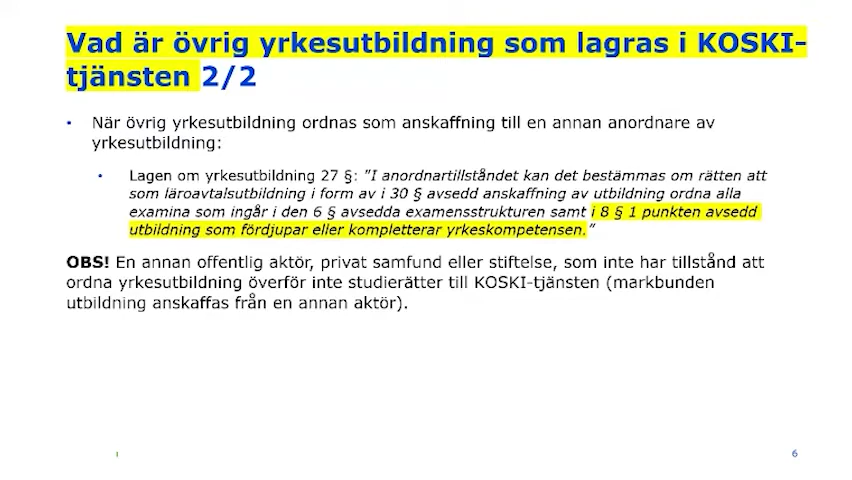 Vad är övrig yrkesutbildning som lagras i KOSKI-
tjänsten 2/2
• När övrig yrkesutbildning ordnas som anskaffning till en annan anordnare av
yrkesutbildning:
• Lagen om yrkesutbildning 27 §: ”I anordnartillståndet kan det bestämmas om rätten att
som läroavtalsutbildning i form av i 30 § avsedd anskaffning av utbildning ordna alla
examina som ingår i den 6 § avsedda examensstrukturen samt i 8 § 1 punkten avsedd
utbildning som fördjupar eller kompletterar yrkeskompetensen.”
OBS! En annan offentlig aktör, privat samfund eller stiftelse, som inte har tillstånd att
ordna yrkesutbildning överför inte studierätter till KOSKI-tjänsten (markbunden
utbildning anskaffas från en annan aktör).
6